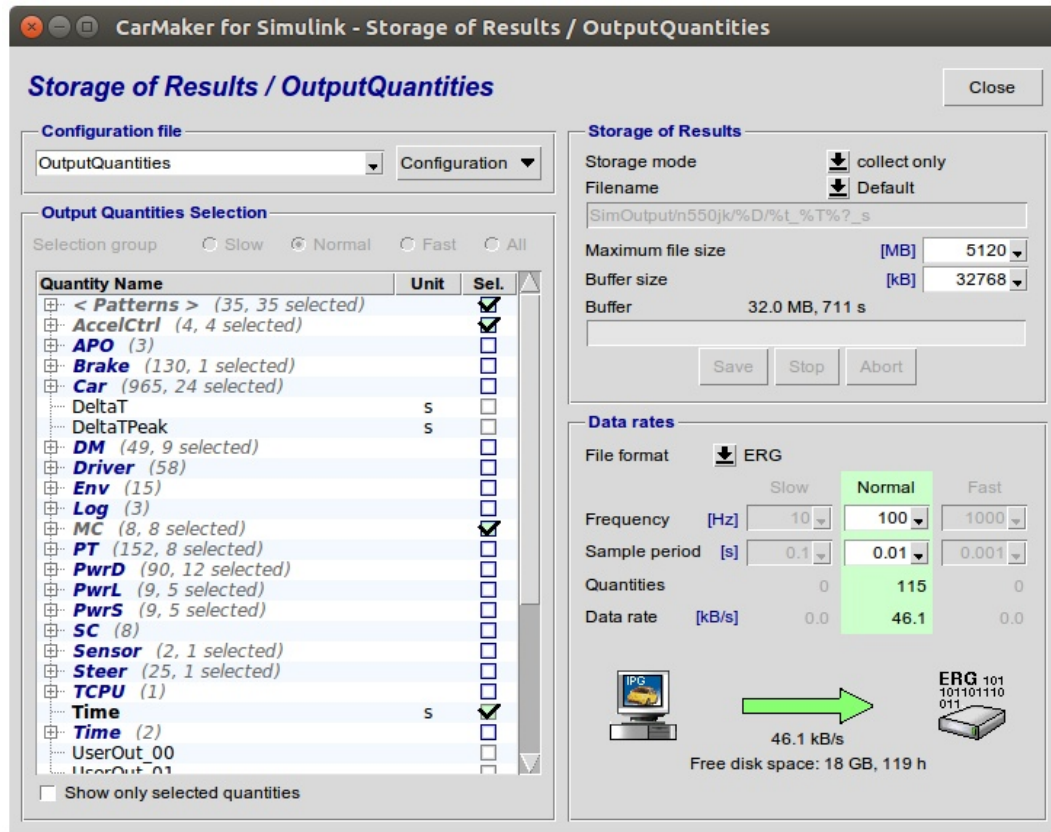 CarMaker for Simulink - Storage of Results / OutputQuantities
Storage of Results / OutputQuantities
Close
Configuration file
OutputQuantities
Configuration
Output Quantities Selection
Selection group Slow Normal Fast All
Quantity Name Unit Sel.
< Patterns > (35, 35 selected)
AccelCtrl (4, 4 selected)
APO (3)
Brake (130, 1 selected)
Car (965, 24 selected)
DeltaT s
DeltaTPeak s
DM (49, 9 selected)
Driver (58)
Env (15)
Log (3)
MC (8, 8 selected)
PT (152, 8 selected)
PwrD (90, 12 selected)
PwrL (9, 5 selected)
PwrS (9, 5 selected)
SC (8)
Sensor (2, 1 selected)
Steer (25, 1 selected)
TCPU (1)
Time s
Time (2)
UserOut_00
UserOut_01
Show only selected quantities
Storage of Results
Storage mode collect only
Filename Default
SimOutput/n550jk/%D/%t_%T%?_s
Maximum file size [MB] 5120
Buffer size [kB] 32768
Buffer 32.0 MB, 711 s
Save Stop Abort
Data rates
File format ERG
Slow Normal Fast
Frequency [Hz] 10 100 1000
Sample period [s] 0.1 0.01 0.001
Quantities 0 115 0
Data rate [kB/s] 0.0 46.1 0.0
IPG
ERG 101
101101110
011
46.1 kB/s
Free disk space: 18 GB, 119 h